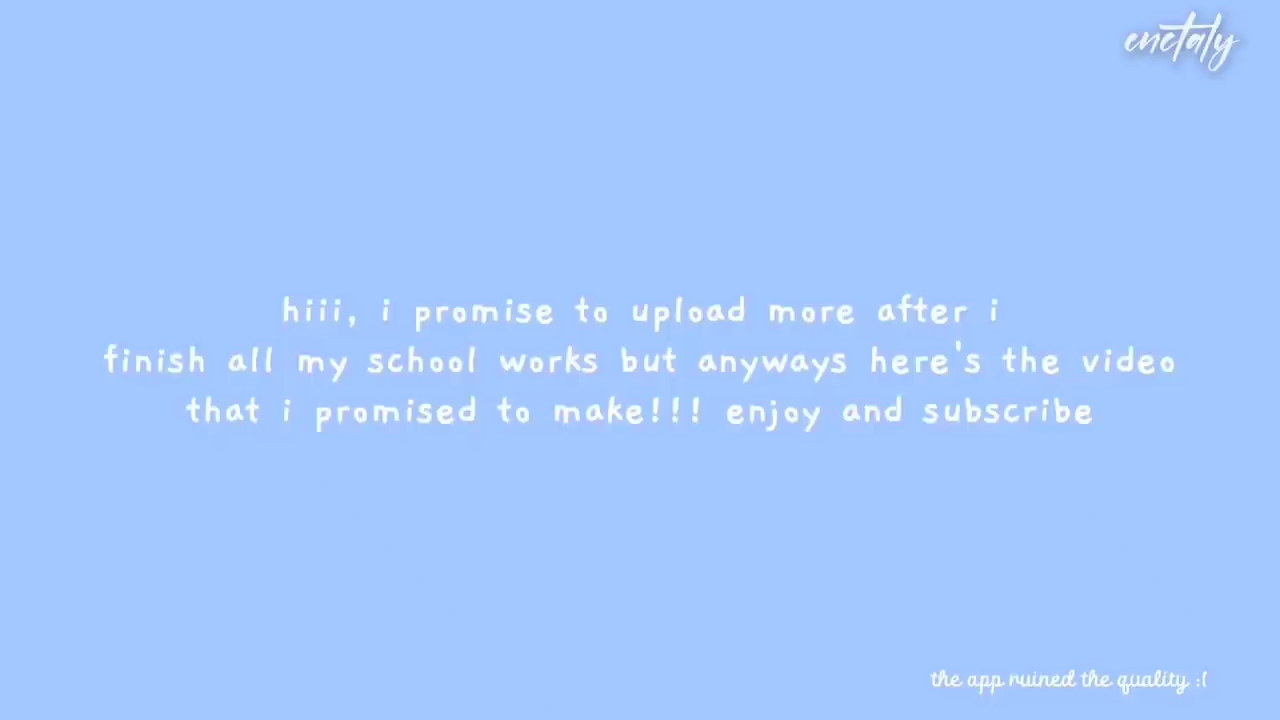 enctaly
hiii, i promise to upload more after i
finish all my school works but anyways here's the video
that i promised to make!!! enjoy and subscribe
the app ruined the quality :(